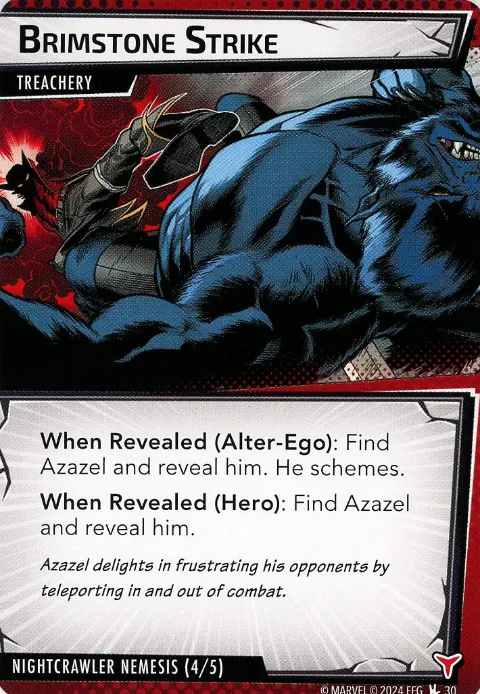 Brimstone Strike
TREACHERY
When Revealed (Alter-Ego): Find
Azazel and reveal him. He schemes.
When Revealed (Hero): Find Azazel
and reveal him.
Azazel delights in frustrating his opponents by
teleporting in and out of combat.
NIGHTCRAWLER NEMESIS (4/5)
© MARVEL © 2024 FFG 30